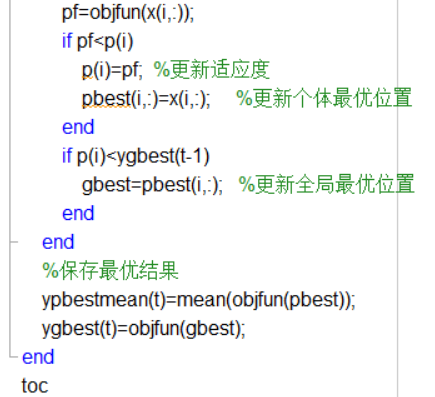 pf=objfun(x(i,:));
if pf<p(i)
p(i)=pf; %更新适应度
pbest(i,:)=x(i,:); %更新个体最优位置
end
if p(i)<ygbest(t-1)
gbest=pbest(i,:); %更新全局最优位置
end
end
%保存最优结果
ypbestmean(t)=mean(objfun(pbest));
ygbest(t)=objfun(gbest);
end
toc